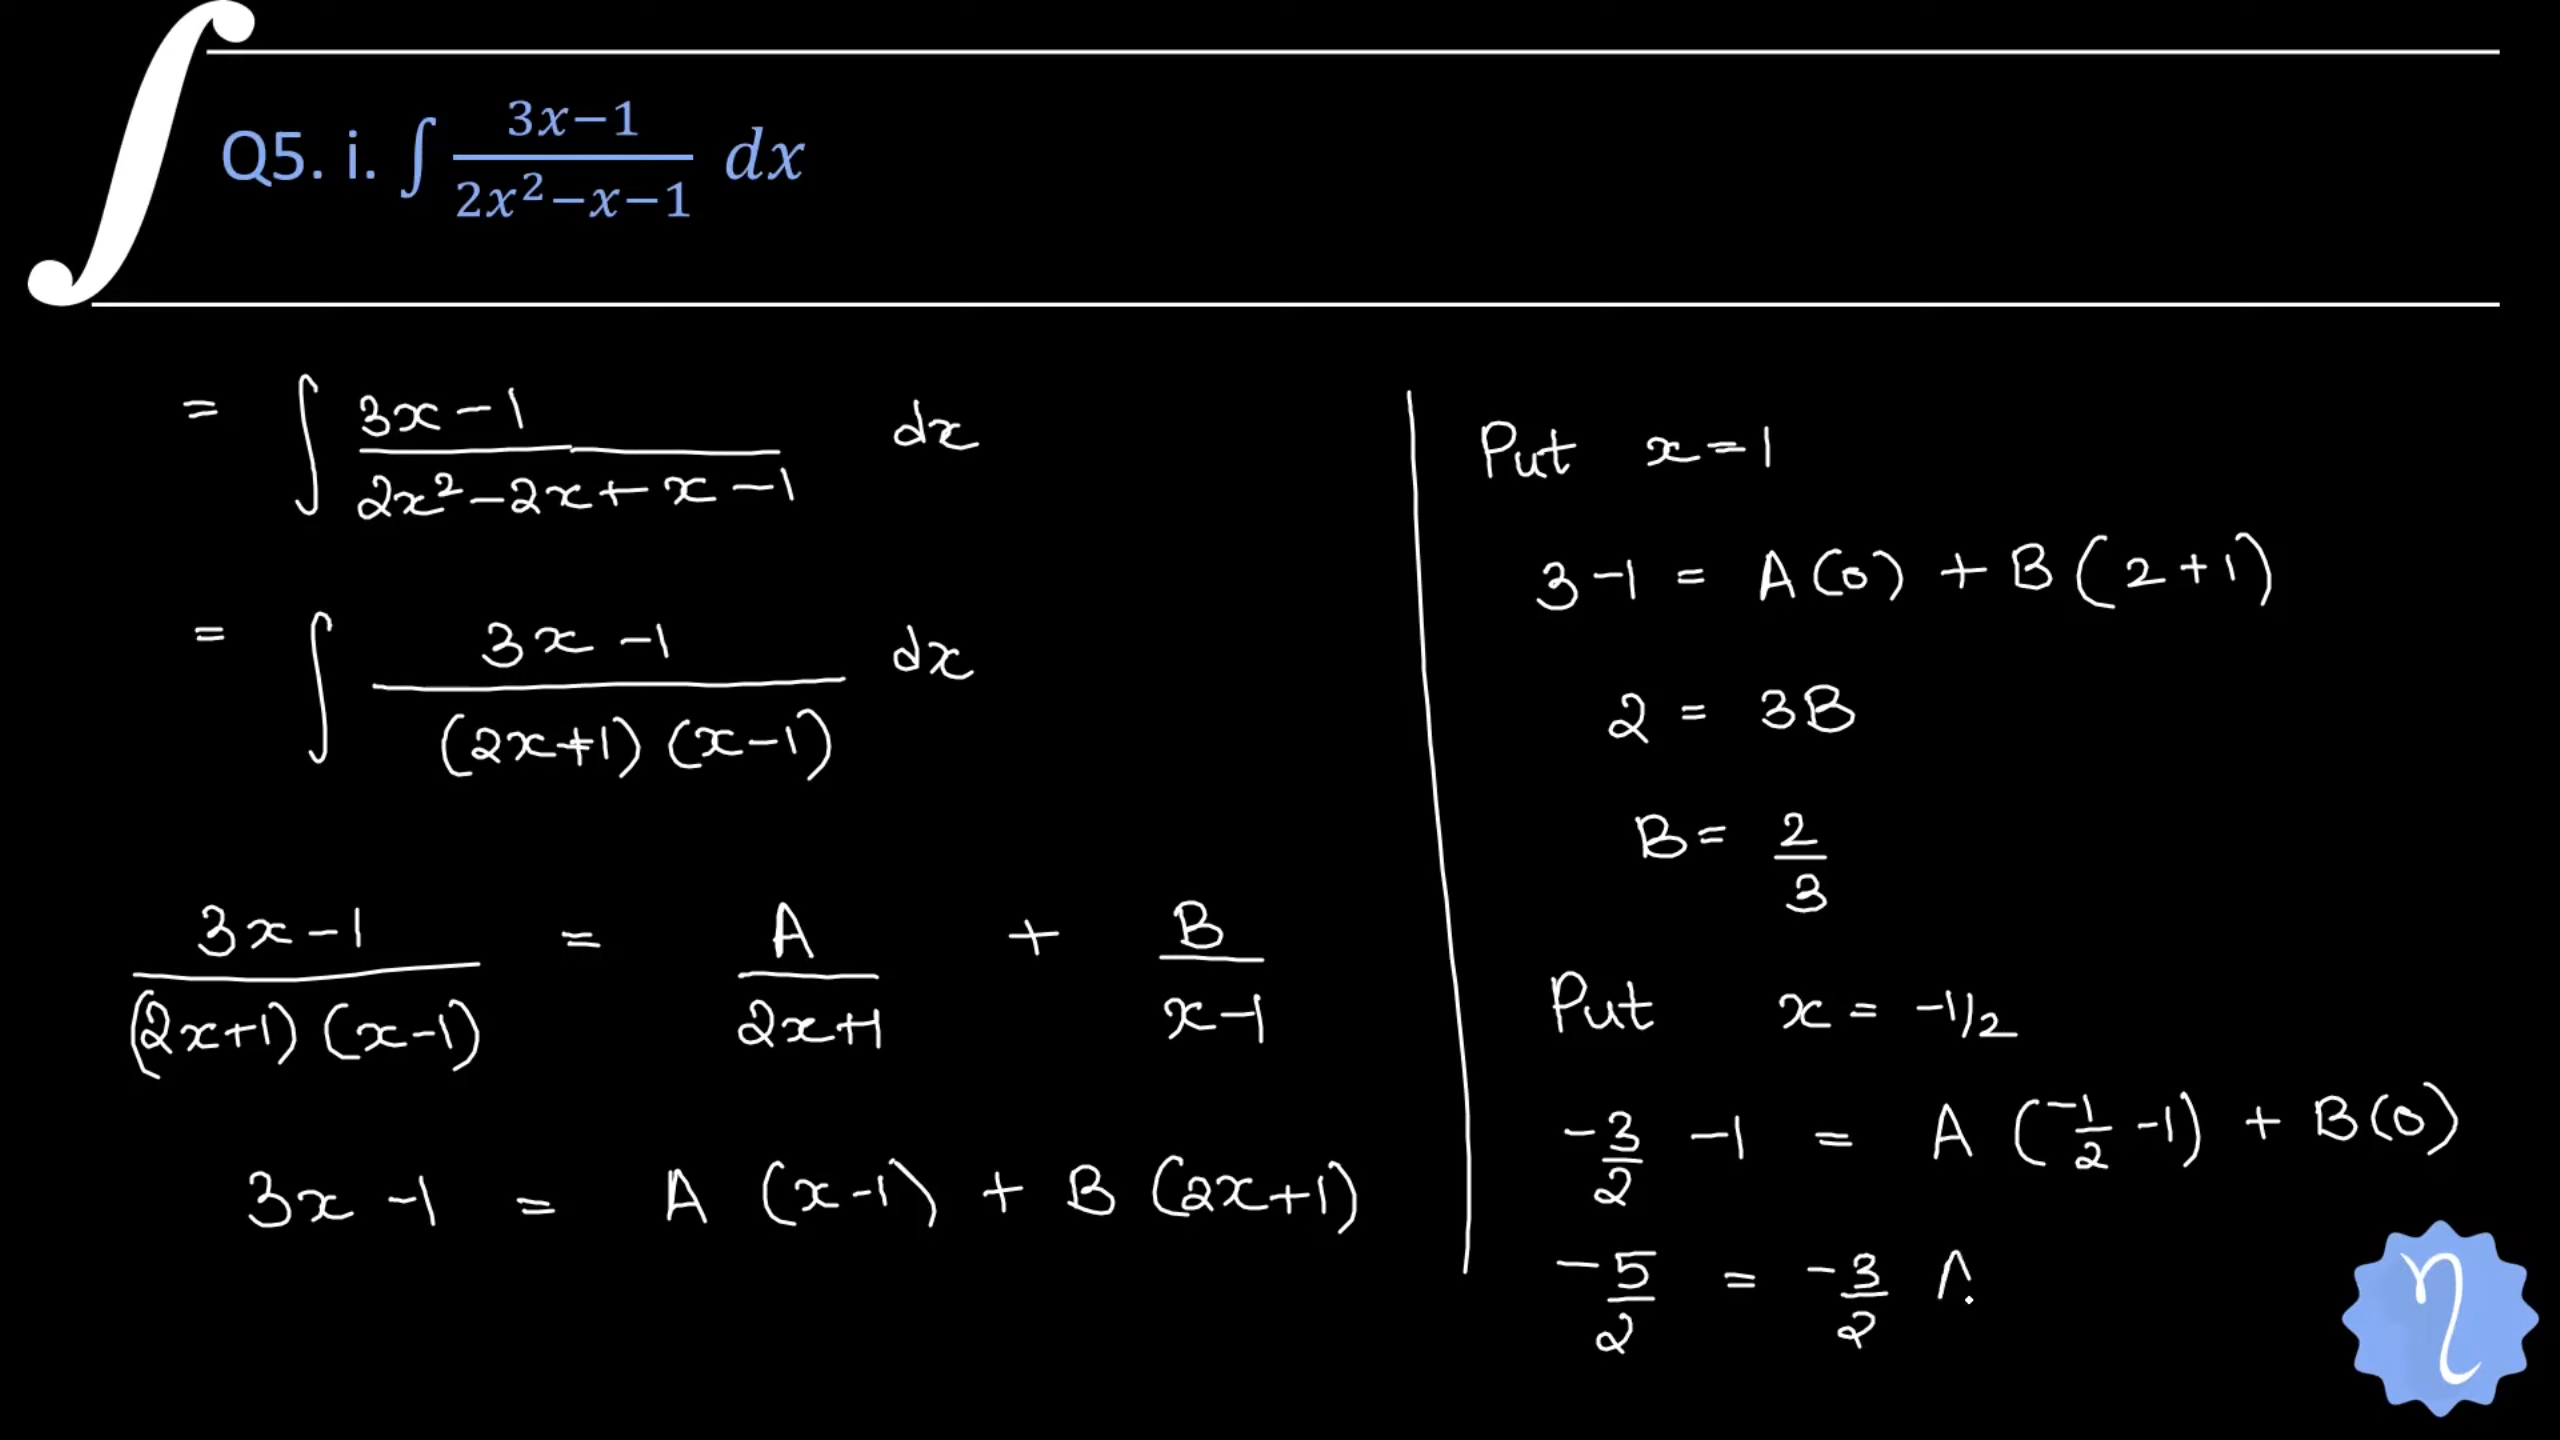 Q5. i. ∫ (3x−1)/(2x²−x−1) dx
= ∫ (3x−1)/(2x²−2x+x−1) dx
= ∫ (3x−1)/((2x+1)(x−1)) dx
(3x−1)/((2x+1)(x−1)) = A/(2x+1) + B/(x−1)
3x−1 = A(x−1) + B(2x+1)
Put x=1
3−1 = A(0) + B(2+1)
2 = 3B
B = 2/3
Put x = −1/2
−3/2 −1 = A(−1/2 −1) + B(0)
−5/2 = −3/2 A
η